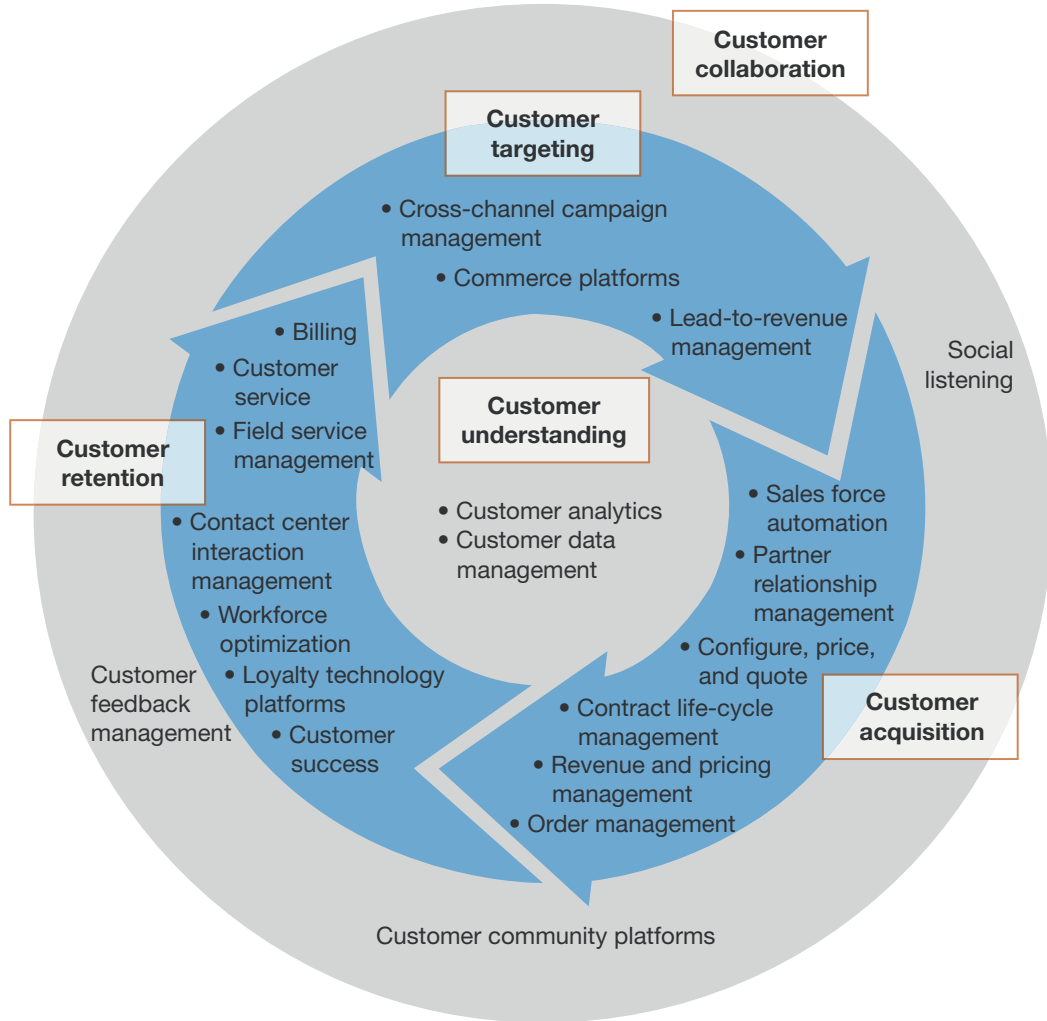 Customer
collaboration
Customer
targeting
• Cross-channel campaign
management
• Commerce platforms
• Lead-to-revenue
management
Social
listening
• Billing
• Customer
service
• Field service
management
Customer
retention
• Contact center
interaction
management
• Workforce
optimization
• Loyalty technology
platforms
• Customer
success
Customer
feedback
management
Customer
understanding
• Customer analytics
• Customer data
management
• Sales force
automation
• Partner
relationship
management
• Configure, price,
and quote
Customer
acquisition
• Contract life-cycle
management
• Revenue and pricing
management
• Order management
Customer community platforms